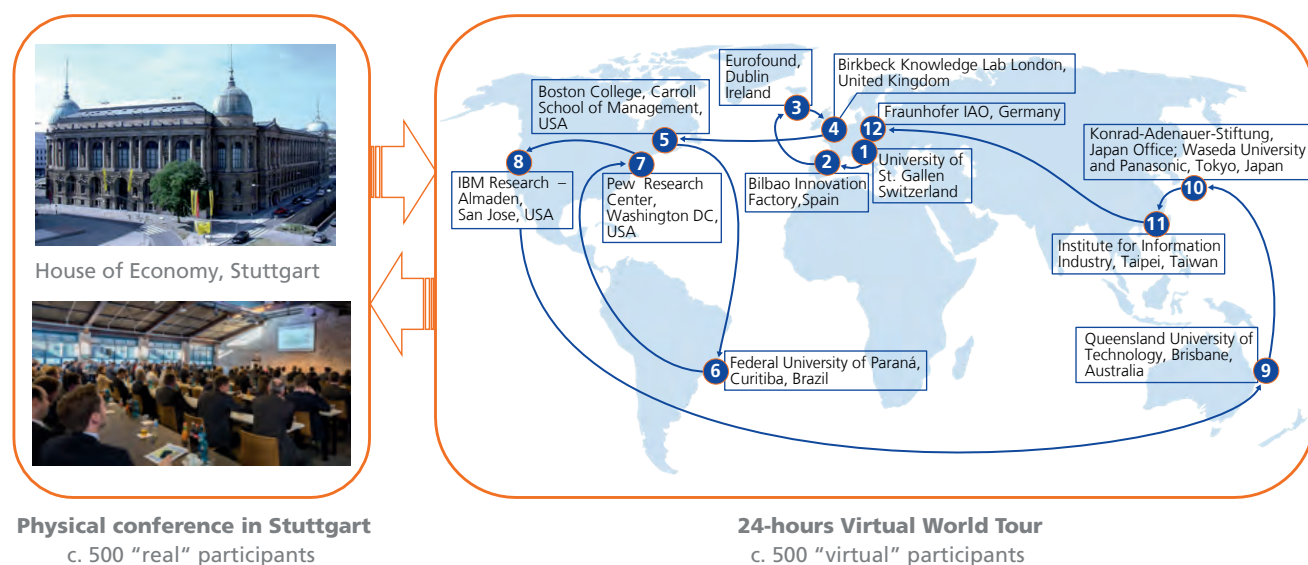 House of Economy, Stuttgart
Physical conference in Stuttgart
c. 500 “real“ participants
Eurofound,
Dublin
Ireland
3
Birkbeck Knowledge Lab London,
United Kingdom
4
Boston College, Carroll
School of Management,
USA
5
Fraunhofer IAO, Germany
12
1
University of
St. Gallen
Switzerland
2
Bilbao Innovation
Factory,Spain
8
IBM Research –
Almaden,
San Jose, USA
7
Pew Research
Center,
Washington DC,
USA
Konrad-Adenauer-Stiftung,
Japan Office; Waseda University
and Panasonic, Tokyo, Japan
10
11
Institute for Information
Industry, Taipei, Taiwan
6
Federal University of Paraná,
Curitiba, Brazil
Queensland University of
Technology, Brisbane,
Australia
9
24-hours Virtual World Tour
c. 500 “virtual” participants